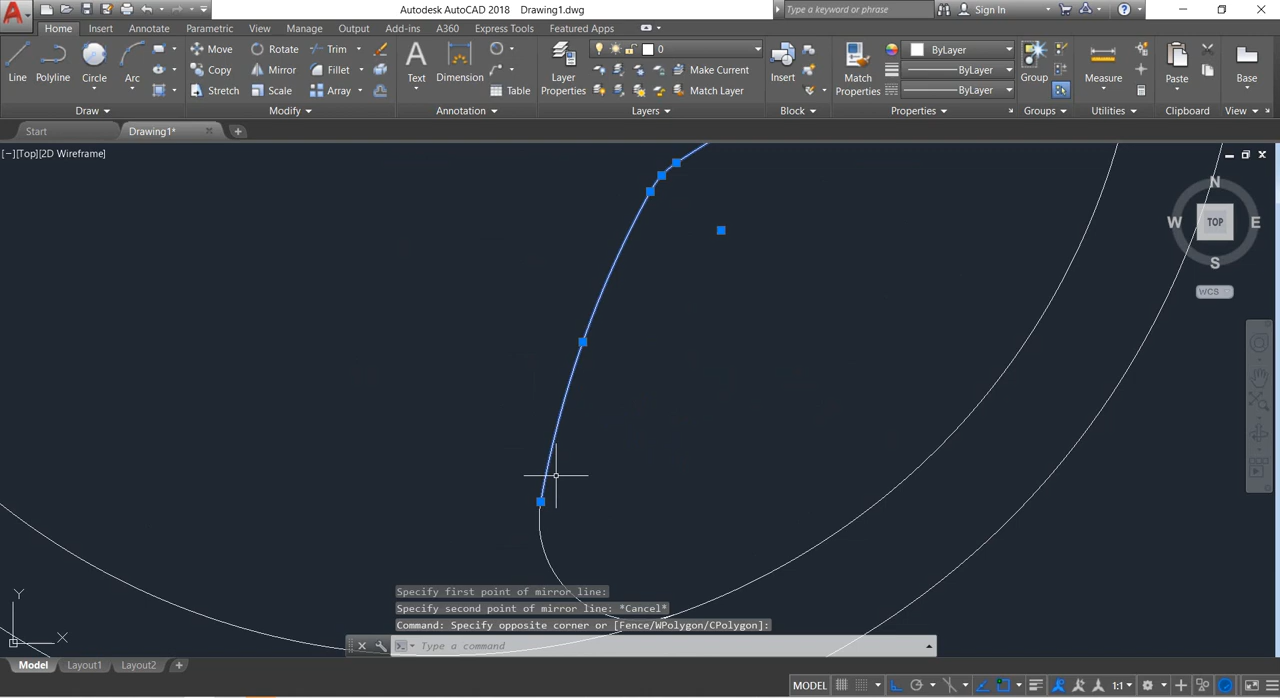 Autodesk AutoCAD 2018 Drawing1.dwg
Type a keyword or phrase
Sign In
Home Insert Annotate Parametric View Manage Output Add-ins A360 Express Tools Featured Apps
Line
Polyline
Circle
Arc
Move
Copy
Stretch
Rotate
Mirror
Scale
Trim
Fillet
Array
Text
Dimension
Table
Layer
Properties
0
Make Current
Match Layer
Insert
Match
Properties
ByLayer
ByLayer
ByLayer
Group
Measure
Paste
Base
Draw Modify Annotation Layers Block Properties Groups Utilities Clipboard View
Start Drawing1*
[−][Top][2D Wireframe]
N
W TOP E
S
WCS
Specify first point of mirror line:
Specify second point of mirror line: *Cancel*
Command: Specify opposite corner or [Fence/WPolygon/CPolygon]:
Type a command
Y
X
Model Layout1 Layout2
MODEL 1:1